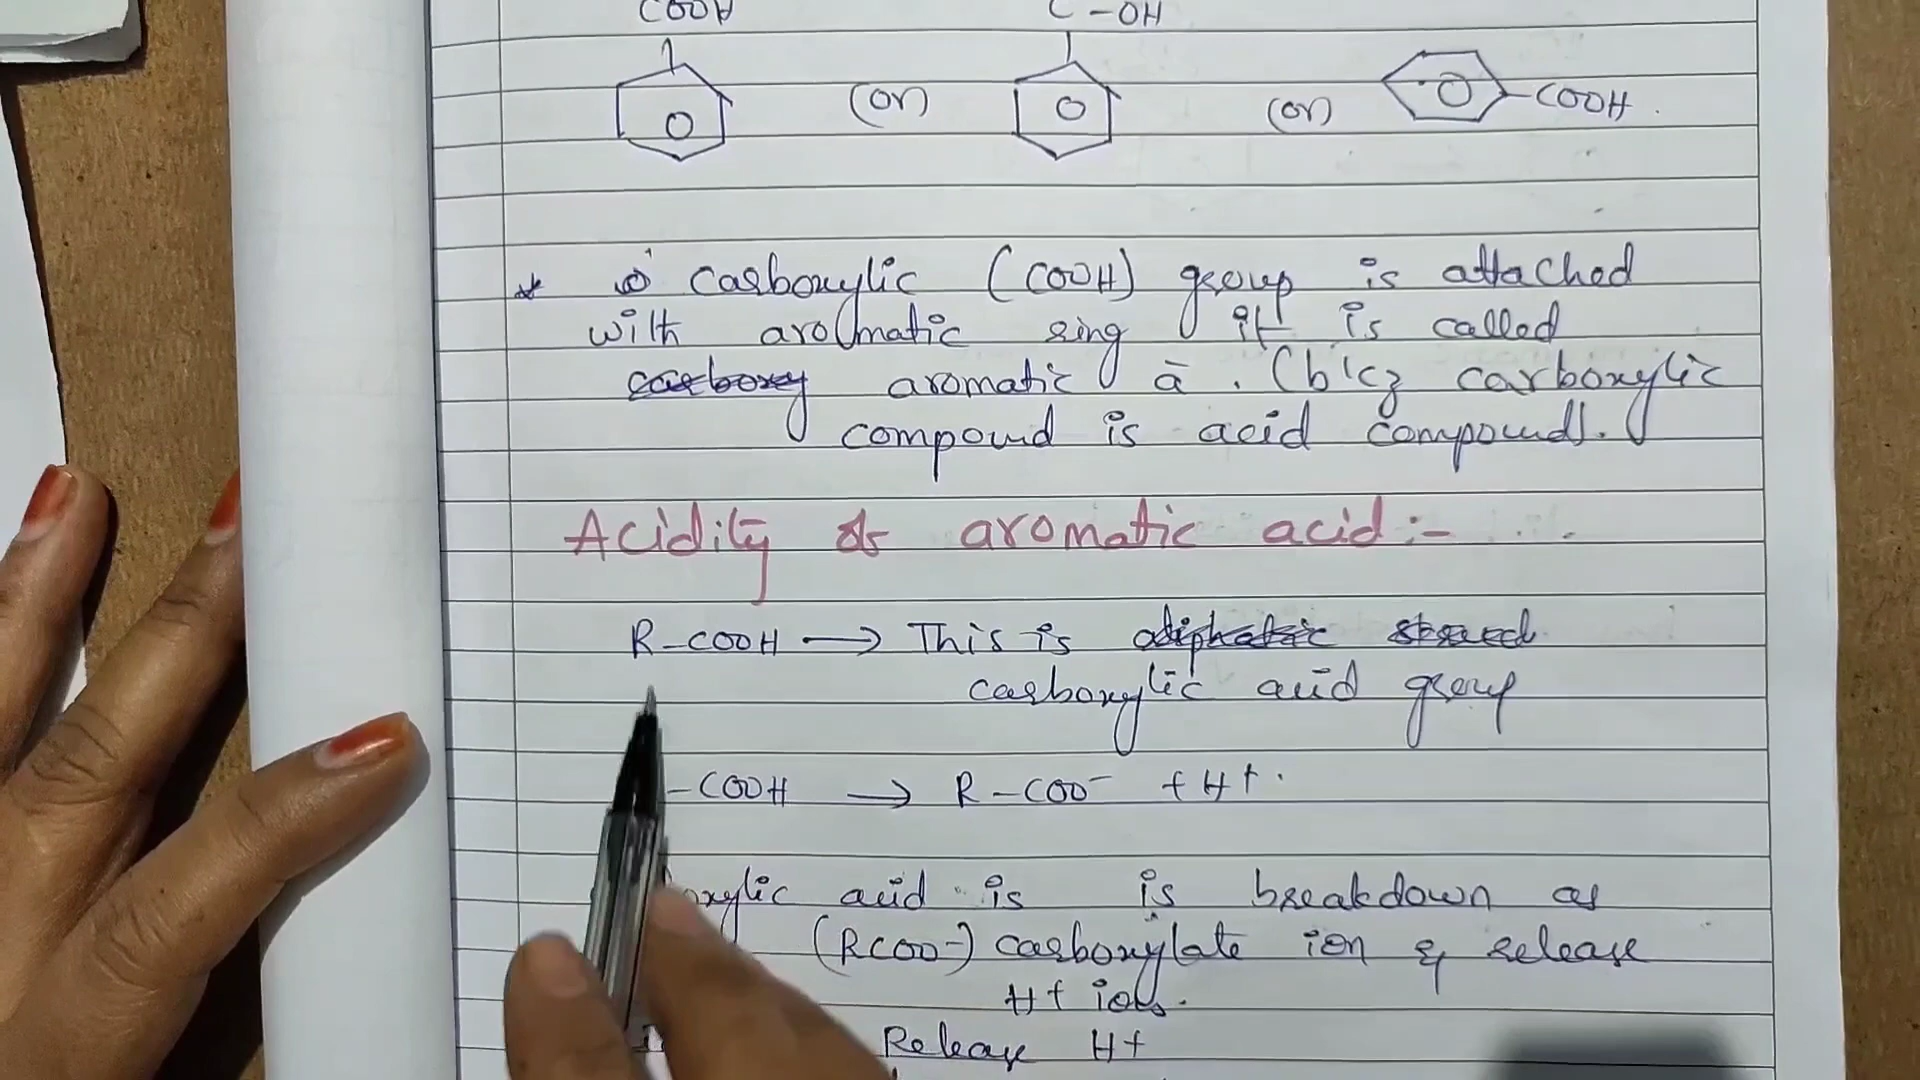 COOH C-OH
(or) (or) -COOH.
* carboxylic (COOH) group is attached
with aromatic ring it is called
carboxy aromatic a. (b'cz carboxylic
compound is acid compound).
Acidity of aromatic acid:-
R-COOH → This is
carboxylic acid group
-COOH → R-COO- + H+.
oxylic acid is is breakdown as
(RCOO-) carboxylate ion & release
H+ ions.
Release H+